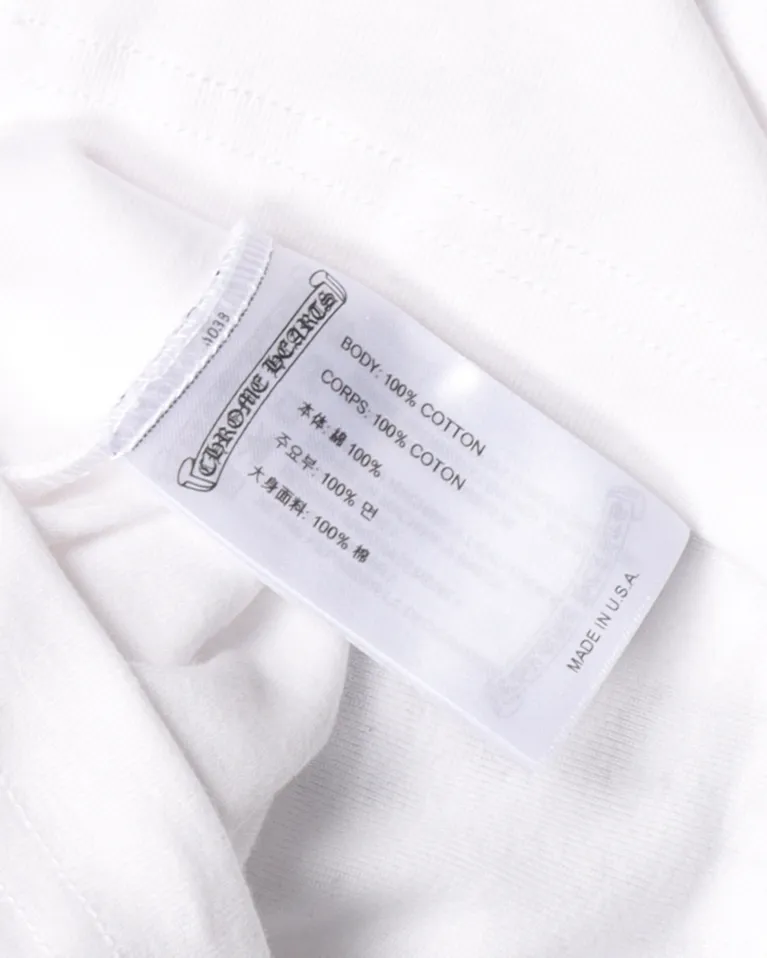 1038
CHROME HEARTS
BODY: 100% COTTON
CORPS: 100% COTON
本体: 綿 100%
주요부: 100% 면
大身面料: 100% 棉
MADE IN U.S.A.